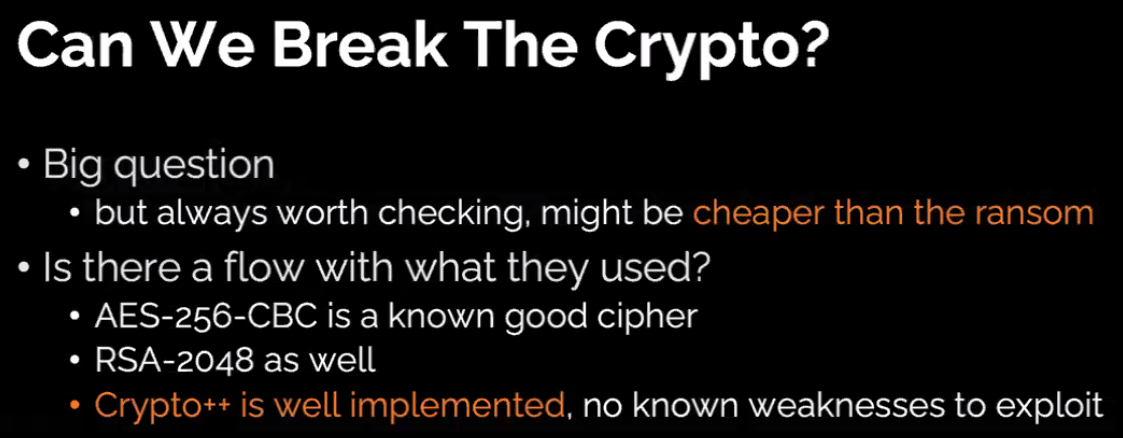 Can We Break The Crypto?
• Big question
• but always worth checking, might be cheaper than the ransom
• Is there a flow with what they used?
• AES-256-CBC is a known good cipher
• RSA-2048 as well
• Crypto++ is well implemented, no known weaknesses to exploit